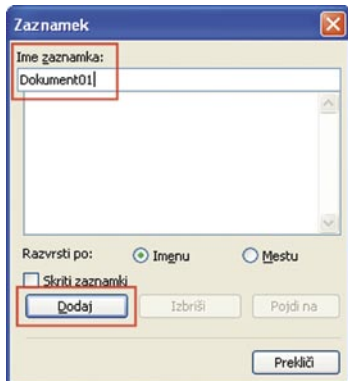 Zaznamek
Ime zaznamka:
Dokument01
Razvrsti po: Imenu Mestu
Skriti zaznamki
Dodaj Izbriši Pojdi na
Prekliči